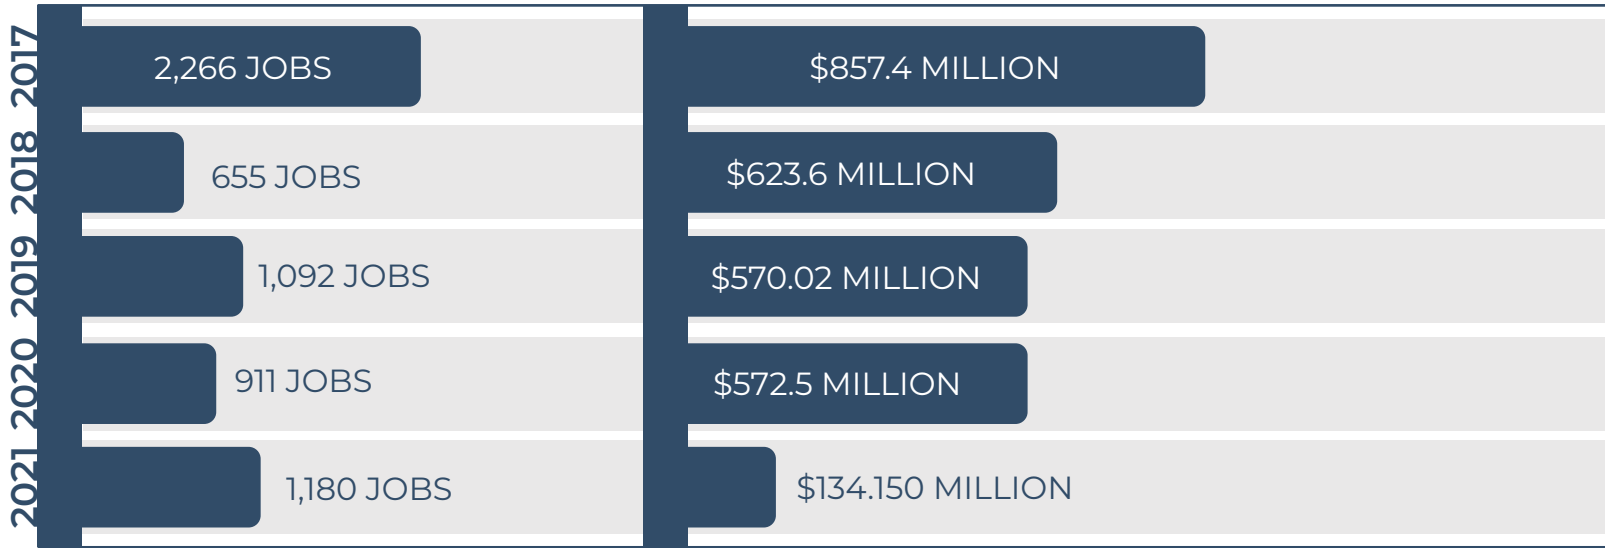 2017
2,266 JOBS
$857.4 MILLION
2018
655 JOBS
$623.6 MILLION
2019
1,092 JOBS
$570.02 MILLION
2020
911 JOBS
$572.5 MILLION
2021
1,180 JOBS
$134.150 MILLION